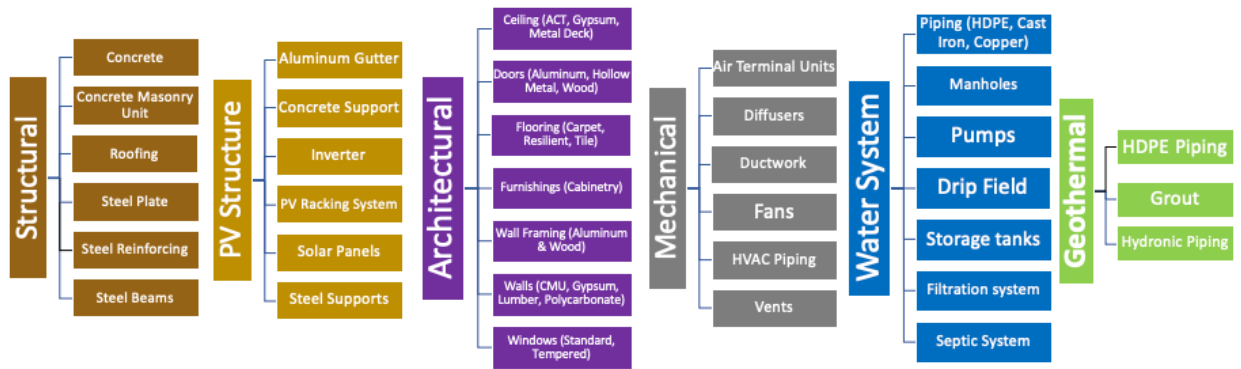 Structural
Concrete
Concrete Masonry
Unit
Roofing
Steel Plate
Steel Reinforcing
Steel Beams
PV Structure
Aluminum Gutter
Concrete Support
Inverter
PV Racking System
Solar Panels
Steel Supports
Architectural
Ceiling (ACT, Gypsum,
Metal Deck)
Doors (Aluminum, Hollow
Metal, Wood)
Flooring (Carpet,
Resilient, Tile)
Furnishings (Cabinetry)
Wall Framing (Aluminum
& Wood)
Walls (CMU, Gypsum,
Lumber, Polycarbonate)
Windows (Standard,
Tempered)
Mechanical
Air Terminal Units
Diffusers
Ductwork
Fans
HVAC Piping
Vents
Water System
Piping (HDPE, Cast
Iron, Copper)
Manholes
Pumps
Drip Field
Storage tanks
Filtration system
Septic System
Geothermal
HDPE Piping
Grout
Hydronic Piping